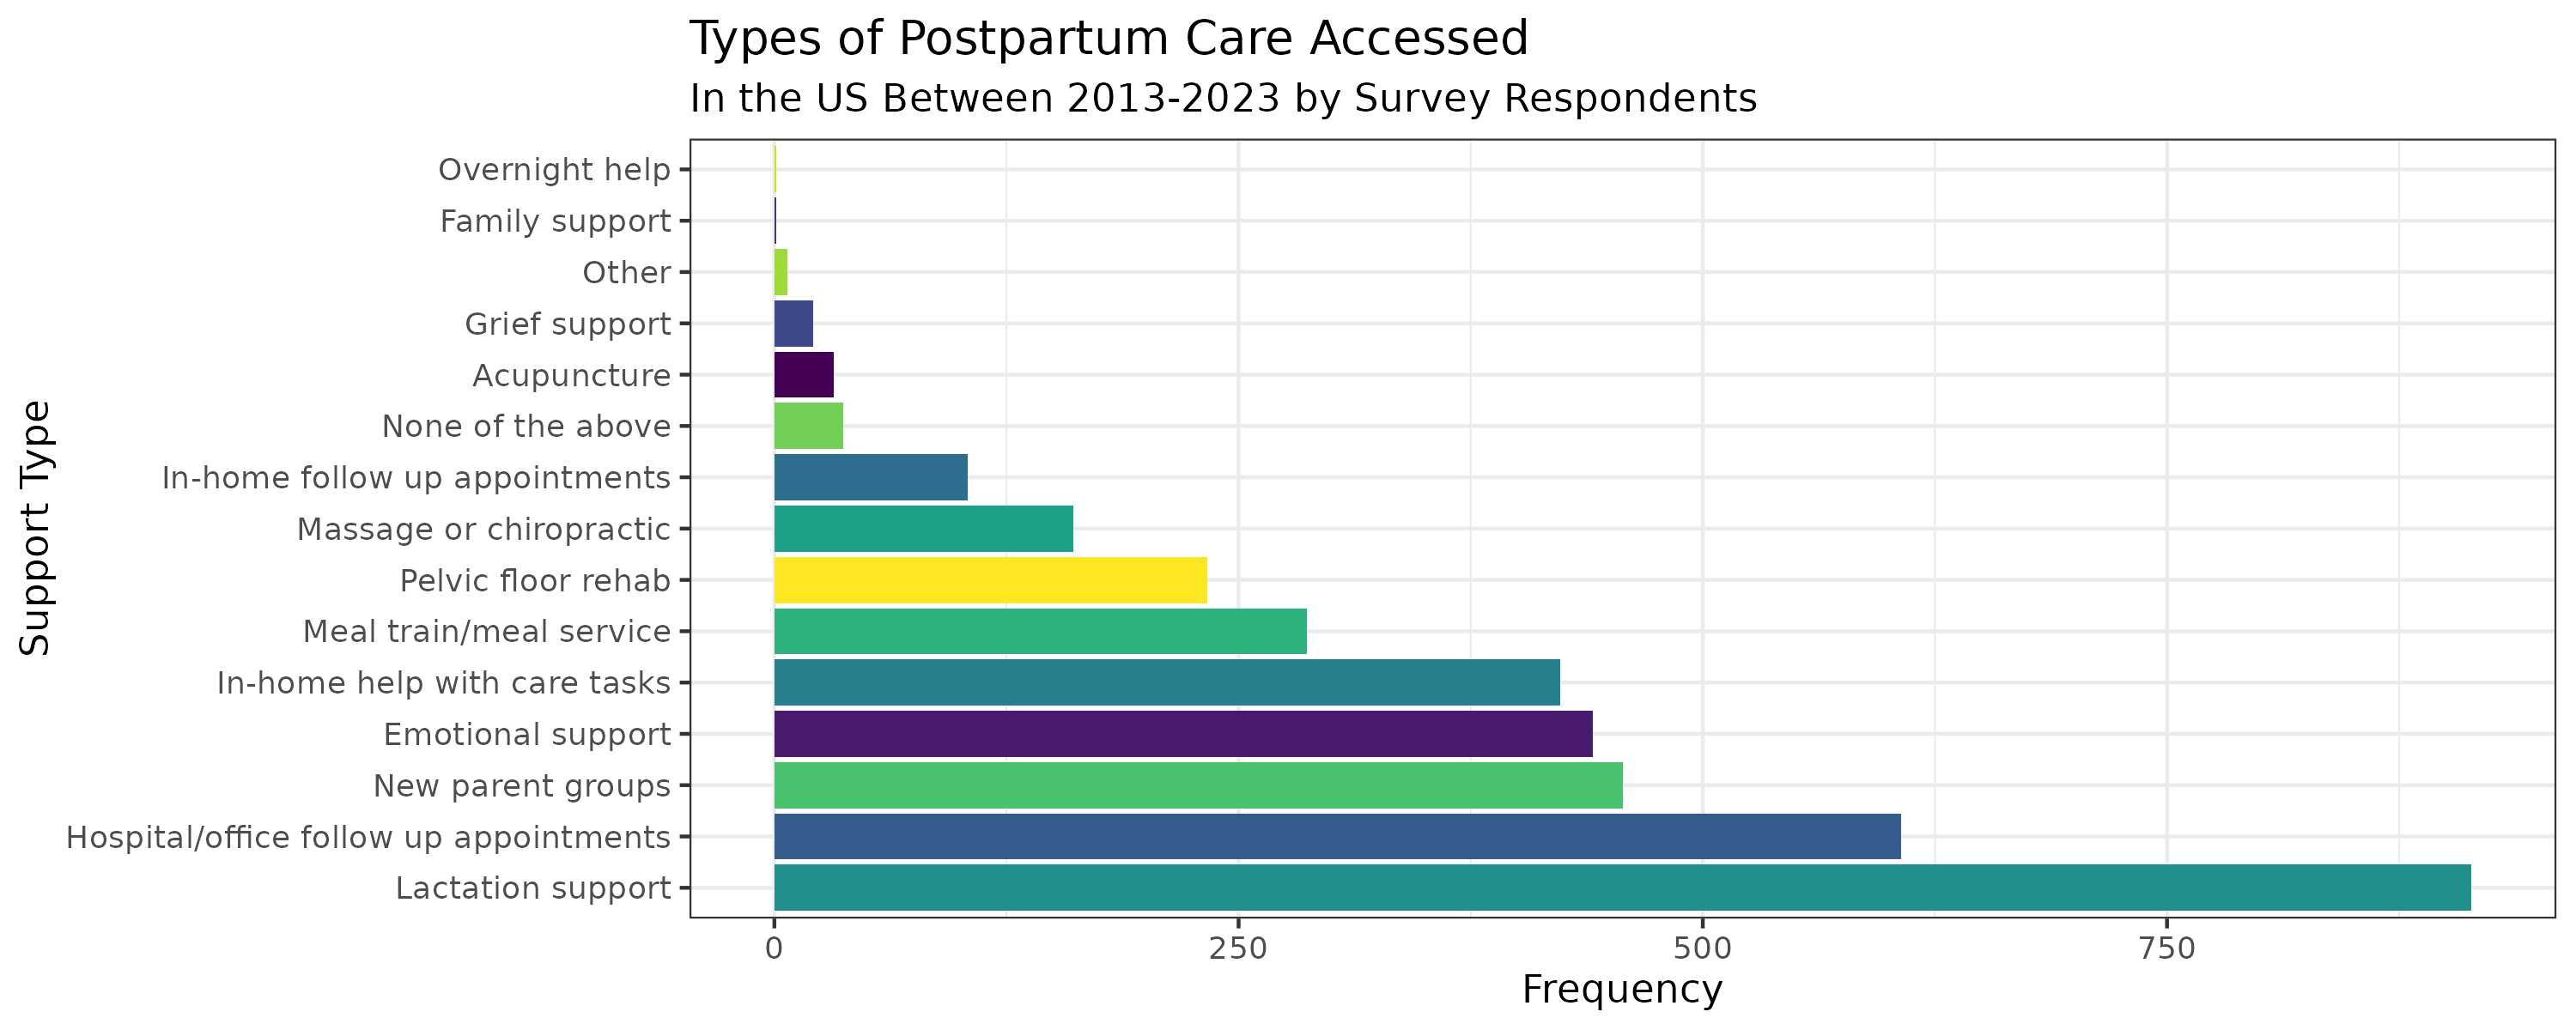 Types of Postpartum Care Accessed
In the US Between 2013-2023 by Survey Respondents
Support Type
Overnight help
Family support
Other
Grief support
Acupuncture
None of the above
In-home follow up appointments
Massage or chiropractic
Pelvic floor rehab
Meal train/meal service
In-home help with care tasks
Emotional support
New parent groups
Hospital/office follow up appointments
Lactation support
0 250 500 750
Frequency